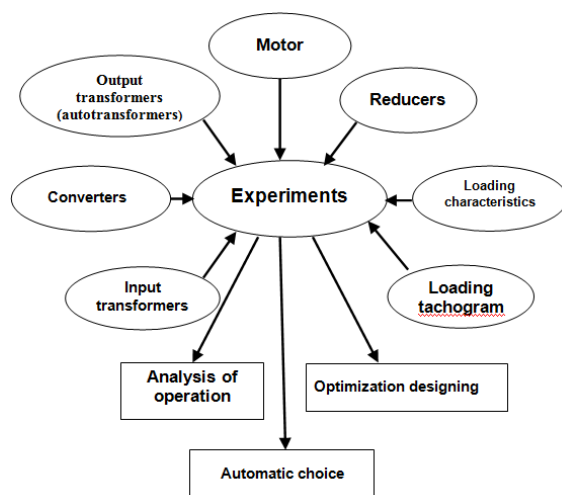 Motor
Output
transformers
(autotransformers)
Reducers
Converters
Experiments
Loading
characteristics
Input
transformers
Loading
tachogram
Analysis of
operation
Optimization designing
Automatic choice